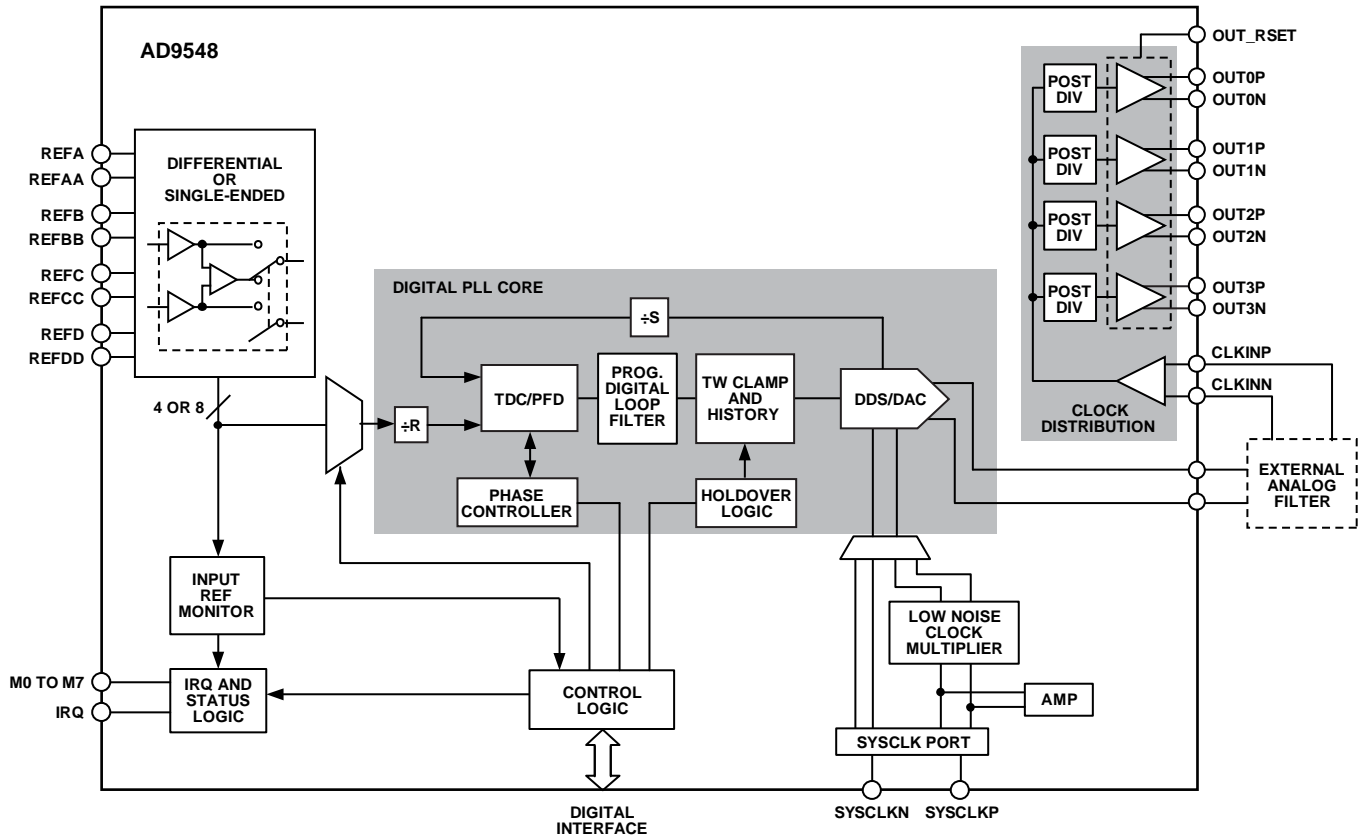 AD9548
OUT_RSET
POST
DIV
OUT0P
OUT0N
POST
DIV
OUT1P
OUT1N
POST
DIV
OUT2P
OUT2N
POST
DIV
OUT3P
OUT3N
CLKINP
CLKINN
CLOCK
DISTRIBUTION
EXTERNAL
ANALOG
FILTER
REFA
REFAA
REFB
REFBB
REFC
REFCC
REFD
REFDD
DIFFERENTIAL
OR
SINGLE-ENDED
4 OR 8
DIGITAL PLL CORE
÷S
÷R
TDC/PFD
PROG.
DIGITAL
LOOP
FILTER
TW CLAMP
AND
HISTORY
DDS/DAC
PHASE
CONTROLLER
HOLDOVER
LOGIC
INPUT
REF
MONITOR
LOW NOISE
CLOCK
MULTIPLIER
M0 TO M7
IRQ
IRQ AND
STATUS
LOGIC
CONTROL
LOGIC
AMP
SYSCLK PORT
DIGITAL
INTERFACE
SYSCLKN
SYSCLKP